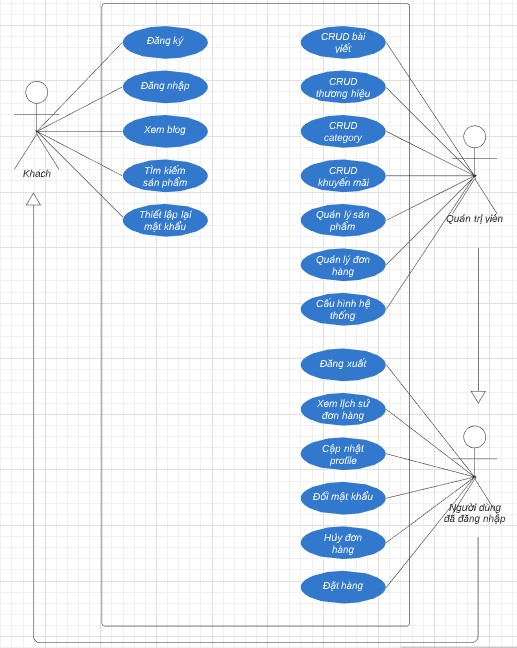 Đăng ký
Đăng nhập
Xem blog
Tìm kiếm
sản phẩm
Thiết lập lại
mật khẩu
Khách
CRUD bài
viết
CRUD
thương hiệu
CRUD
category
CRUD
khuyến mãi
Quản lý sản
phẩm
Quản lý đơn
hàng
Cấu hình hệ
thống
Quản trị viên
Đăng xuất
Xem lịch sử
đơn hàng
Cập nhật
profile
Đổi mật khẩu
Hủy đơn
hàng
Đặt hàng
Người dùng
đã đăng nhập